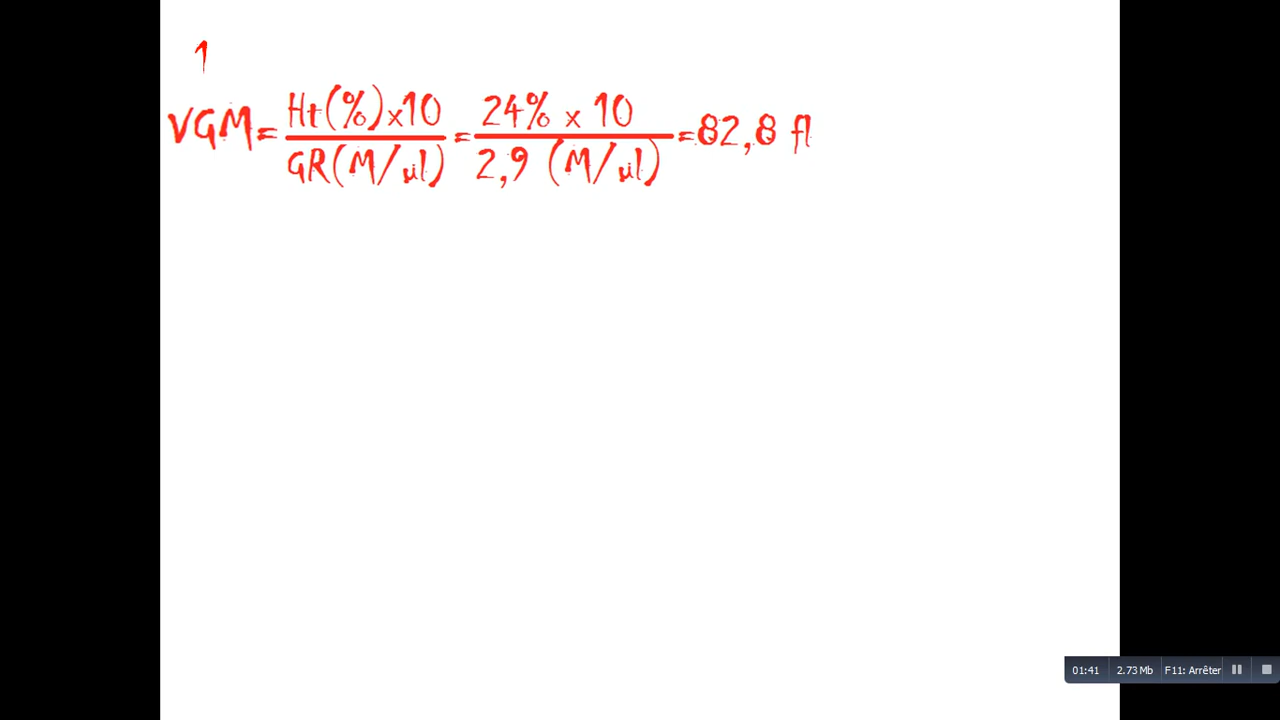 1
VGM = Ht(%)x10 / GR(M/µl) = 24% x 10 / 2,9 (M/µl) = 82,8 fl
01:41 2.73 Mb F11: Arrêter